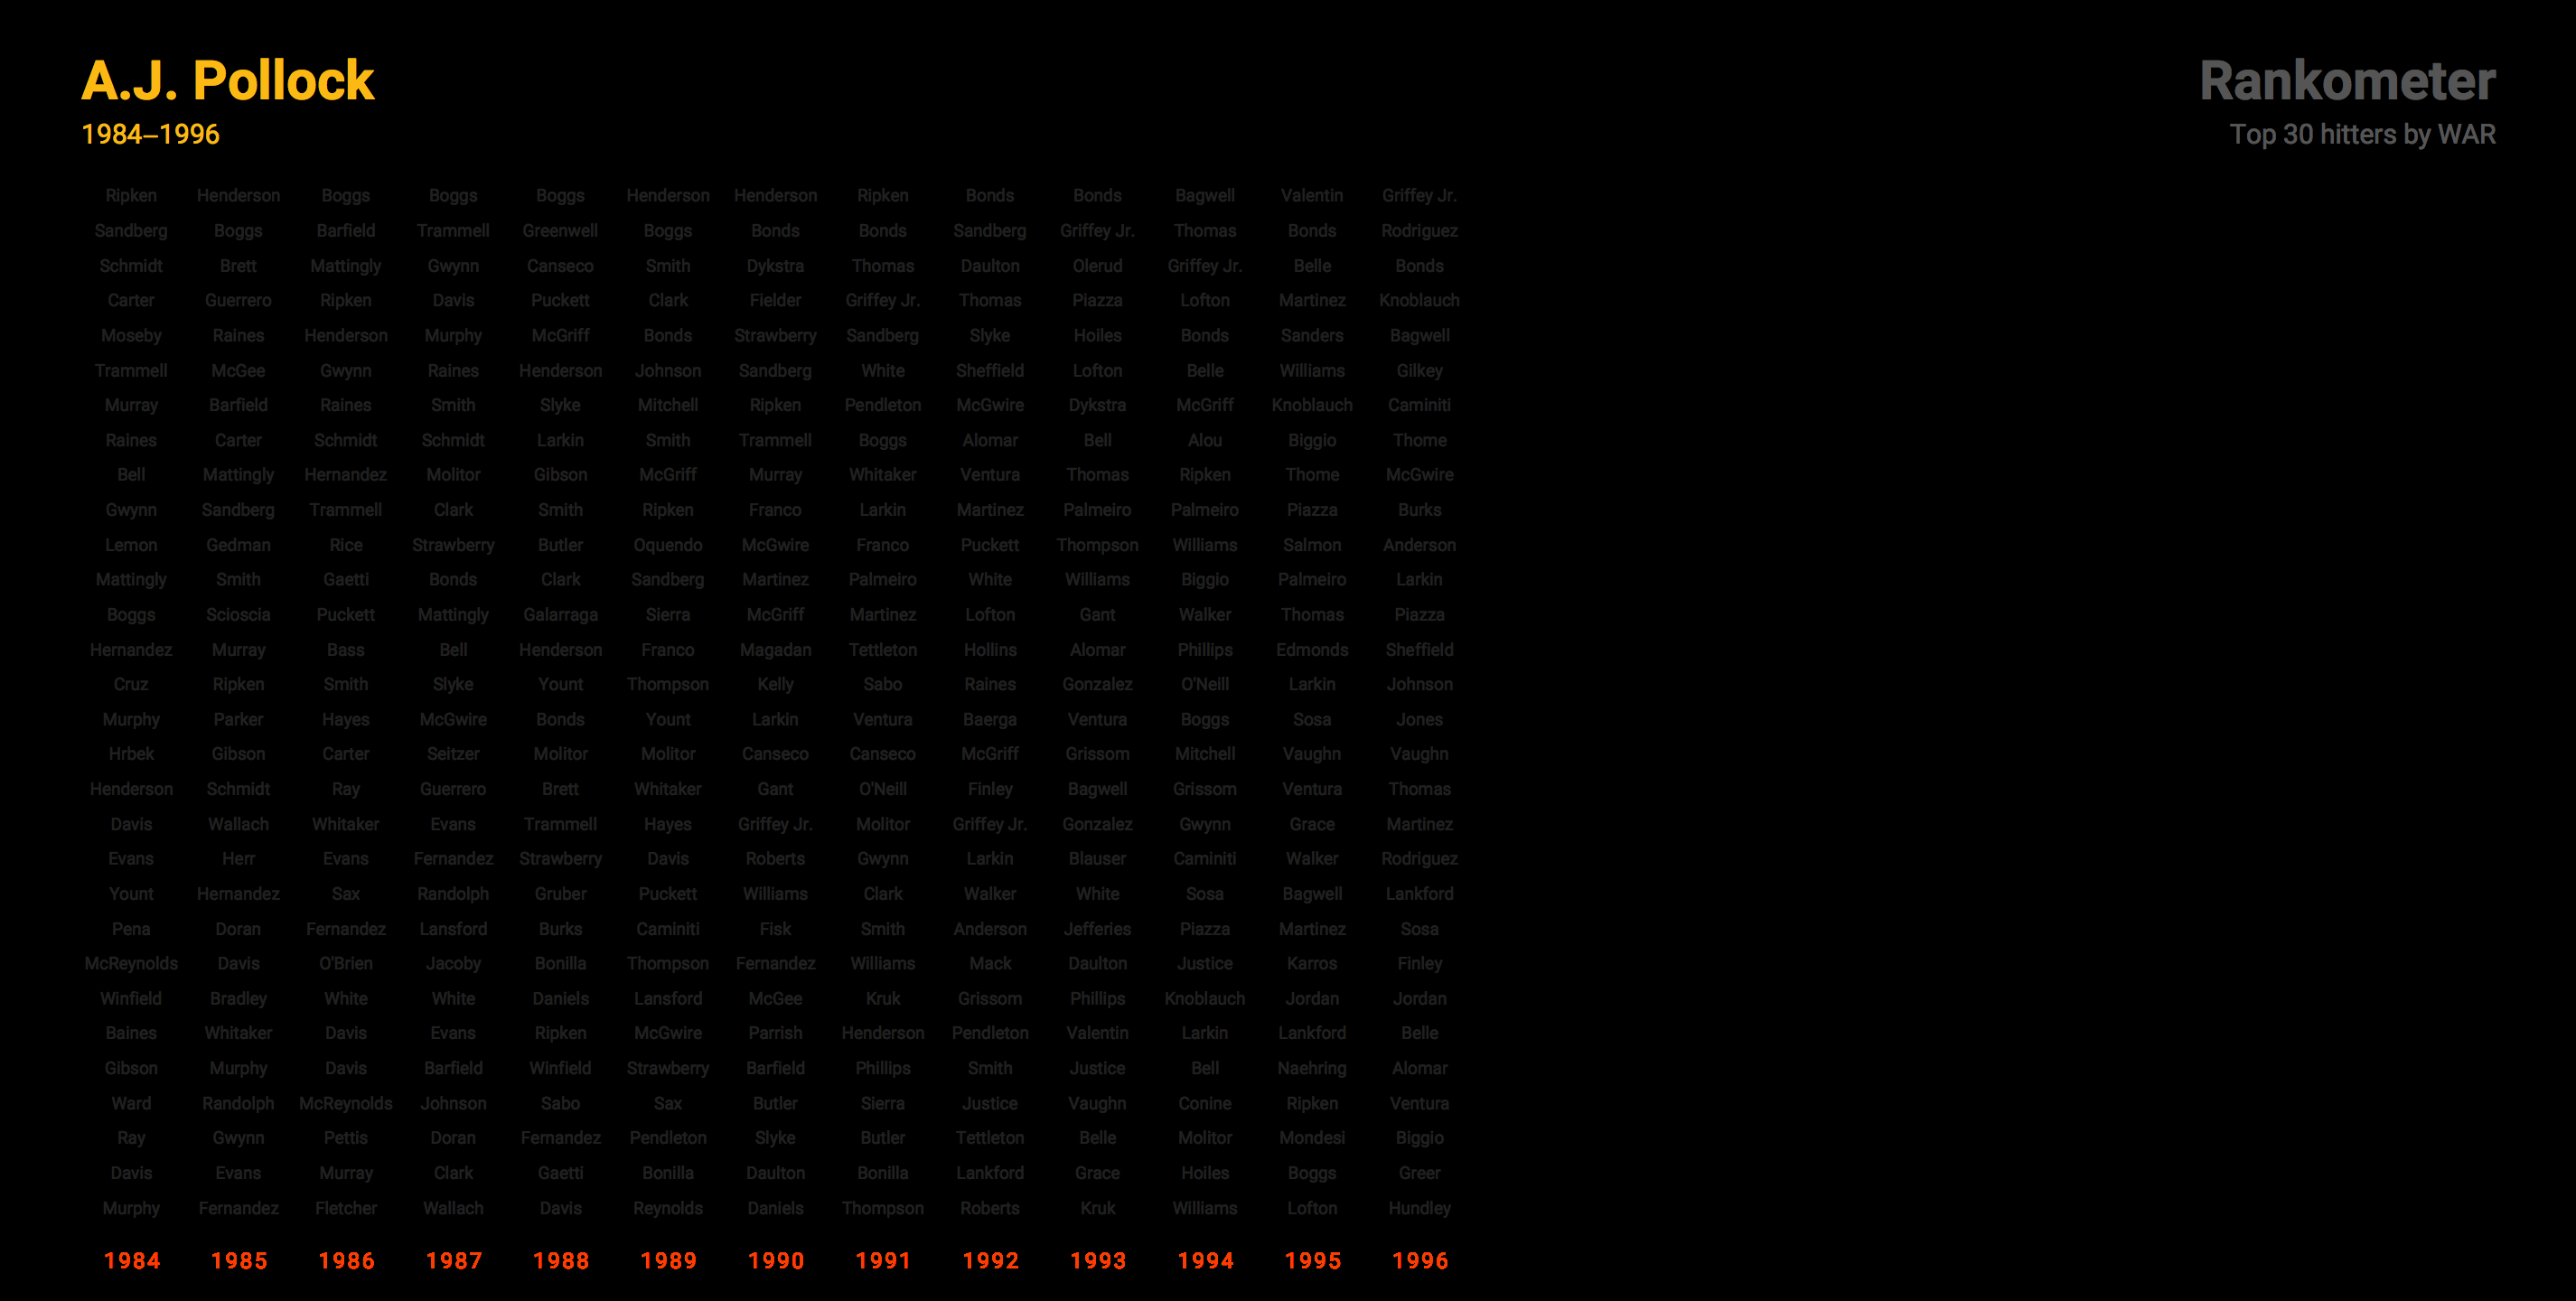 A.J. Pollock
1984–1996
Rankometer
Top 30 hitters by WAR
Ripken Henderson Boggs Boggs Boggs Henderson Henderson Ripken Bonds Bonds Bagwell Valentin Griffey Jr.
Sandberg Boggs Barfield Trammell Greenwell Boggs Bonds Bonds Sandberg Griffey Jr. Thomas Bonds Rodriguez
Schmidt Brett Mattingly Gwynn Canseco Smith Dykstra Thomas Daulton Olerud Griffey Jr. Belle Bonds
Carter Guerrero Ripken Davis Puckett Clark Fielder Griffey Jr. Thomas Piazza Lofton Martinez Knoblauch
Moseby Raines Henderson Murphy McGriff Bonds Strawberry Sandberg Slyke Hoiles Bonds Sanders Bagwell
Trammell McGee Gwynn Raines Henderson Johnson Sandberg White Sheffield Lofton Belle Williams Gilkey
Murray Barfield Raines Smith Slyke Mitchell Ripken Pendleton McGwire Dykstra McGriff Knoblauch Caminiti
Raines Carter Schmidt Schmidt Larkin Smith Trammell Boggs Alomar Bell Alou Biggio Thome
Bell Mattingly Hernandez Molitor Gibson McGriff Murray Whitaker Ventura Thomas Ripken Thome McGwire
Gwynn Sandberg Trammell Clark Smith Ripken Franco Larkin Martinez Palmeiro Palmeiro Piazza Burks
Lemon Gedman Rice Strawberry Butler Oquendo McGwire Franco Puckett Thompson Williams Salmon Anderson
Mattingly Smith Gaetti Bonds Clark Sandberg Martinez Palmeiro White Williams Biggio Palmeiro Larkin
Boggs Scioscia Puckett Mattingly Galarraga Sierra McGriff Martinez Lofton Gant Walker Thomas Piazza
Hernandez Murray Bass Bell Henderson Franco Magadan Tettleton Hollins Alomar Phillips Edmonds Sheffield
Cruz Ripken Smith Slyke Yount Thompson Kelly Sabo Raines Gonzalez O'Neill Larkin Johnson
Murphy Parker Hayes McGwire Bonds Yount Larkin Ventura Baerga Ventura Boggs Sosa Jones
Hrbek Gibson Carter Seitzer Molitor Molitor Canseco Canseco McGriff Grissom Mitchell Vaughn Vaughn
Henderson Schmidt Ray Guerrero Brett Whitaker Gant O'Neill Finley Bagwell Grissom Ventura Thomas
Davis Wallach Whitaker Evans Trammell Hayes Griffey Jr. Molitor Griffey Jr. Gonzalez Gwynn Grace Martinez
Evans Herr Evans Fernandez Strawberry Davis Roberts Gwynn Larkin Blauser Caminiti Walker Rodriguez
Yount Hernandez Sax Randolph Gruber Puckett Williams Clark Walker White Sosa Bagwell Lankford
Pena Doran Fernandez Lansford Burks Caminiti Fisk Smith Anderson Jefferies Piazza Martinez Sosa
McReynolds Davis O'Brien Jacoby Bonilla Thompson Fernandez Williams Mack Daulton Justice Karros Finley
Winfield Bradley White White Daniels Lansford McGee Kruk Grissom Phillips Knoblauch Jordan Jordan
Baines Whitaker Davis Evans Ripken McGwire Parrish Henderson Pendleton Valentin Larkin Lankford Belle
Gibson Murphy Davis Barfield Winfield Strawberry Barfield Phillips Smith Justice Bell Naehring Alomar
Ward Randolph McReynolds Johnson Sabo Sax Butler Sierra Justice Vaughn Conine Ripken Ventura
Ray Gwynn Pettis Doran Fernandez Pendleton Slyke Butler Tettleton Belle Molitor Mondesi Biggio
Davis Evans Murray Clark Gaetti Bonilla Daulton Bonilla Lankford Grace Hoiles Boggs Greer
Murphy Fernandez Fletcher Wallach Davis Reynolds Daniels Thompson Roberts Kruk Williams Lofton Hundley
1984 1985 1986 1987 1988 1989 1990 1991 1992 1993 1994 1995 1996